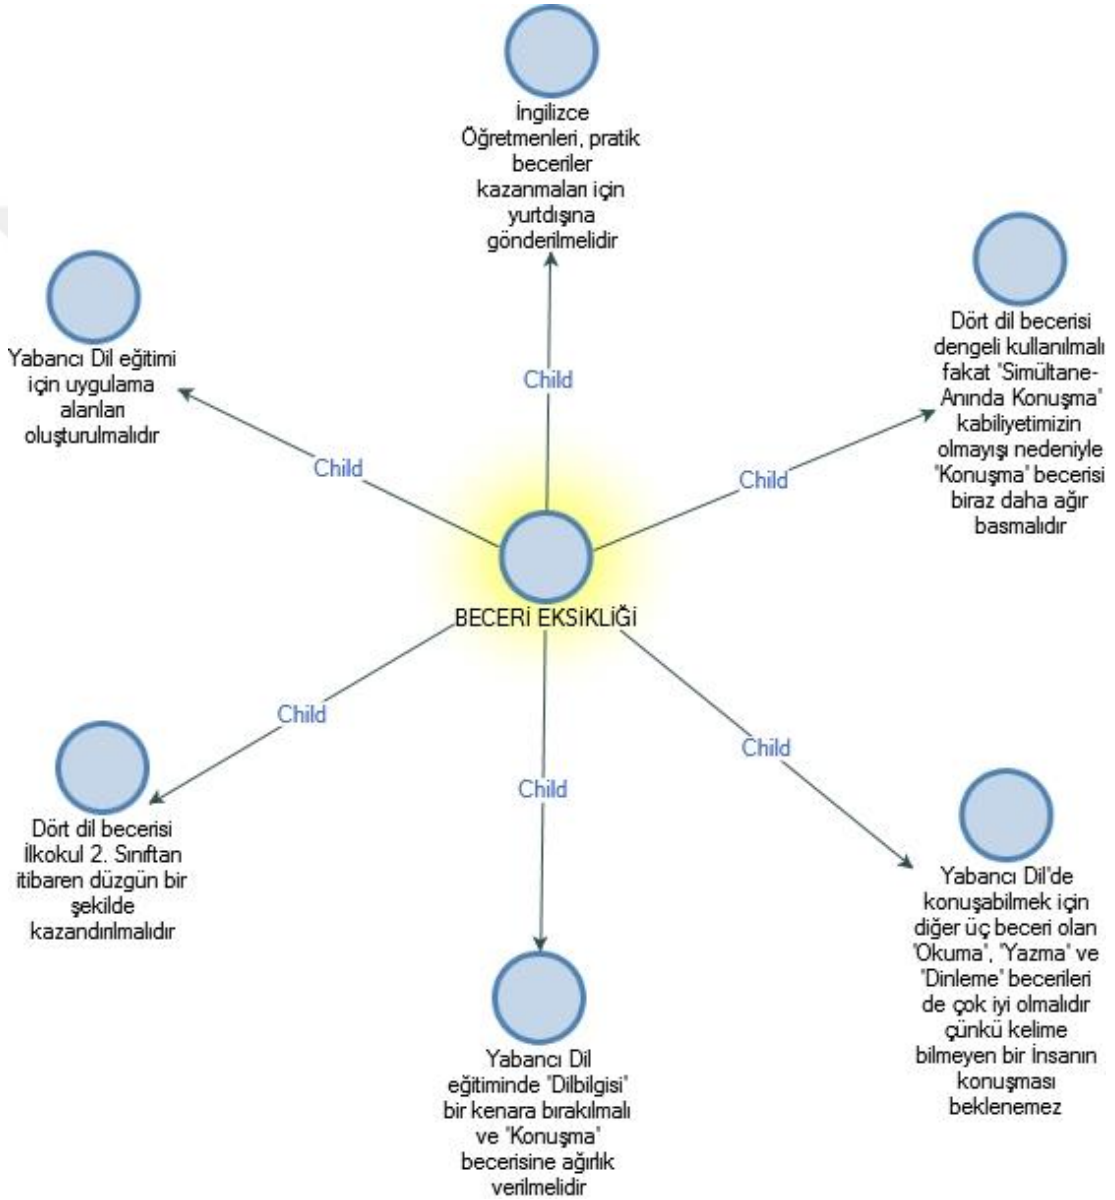 İngilizce
Öğretmenleri, pratik
beceriler
kazanmaları için
yurtdışına
gönderilmelidir
Yabancı Dil eğitimi
için uygulama
alanları
oluşturulmalıdır
Dört dil becerisi
dengeli kullanılmalı
fakat 'Simültane-
Anında Konuşma'
kabiliyetimizin
olmayışı nedeniyle
'Konuşma' becerisi
biraz daha ağır
basmalıdır
Child
Child
Child
BECERİ EKSİKLİĞİ
Child
Child
Child
Dört dil becerisi
İlkokul 2. Sınıftan
itibaren düzgün bir
şekilde
kazandırılmalıdır
Yabancı Dil'de
konuşabilmek için
diğer üç beceri olan
'Okuma', 'Yazma' ve
'Dinleme' becerileri
de çok iyi olmalıdır
çünkü kelime
bilmeyen bir İnsanın
konuşması
beklenemez
Yabancı Dil
eğitiminde 'Dilbilgisi'
bir kenara bırakılmalı
ve 'Konuşma'
becerisine ağırlık
verilmelidir